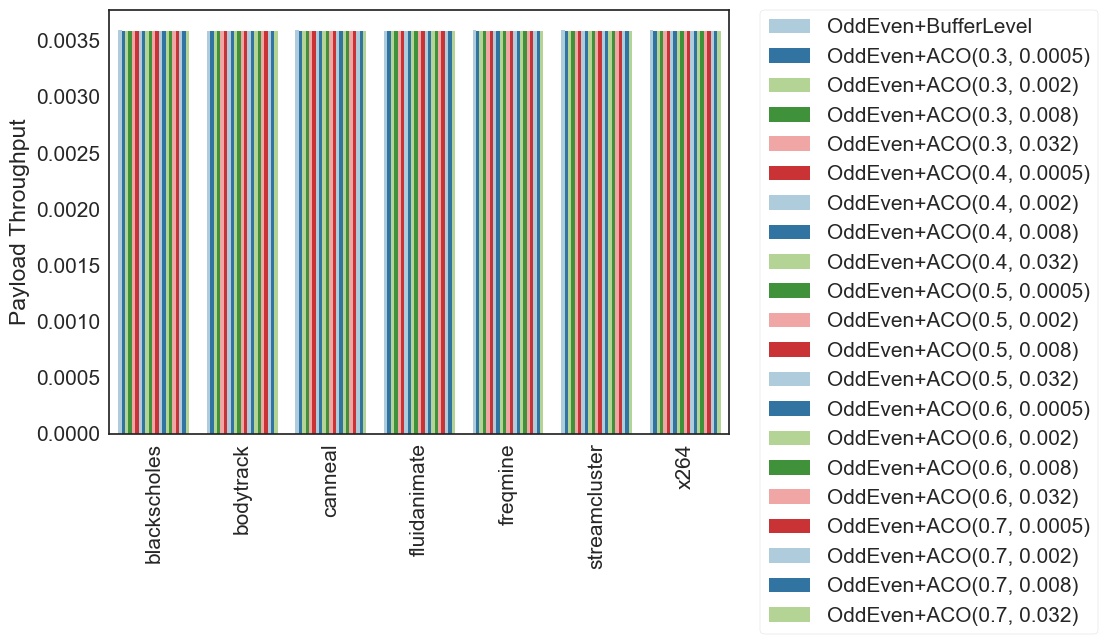 Payload Throughput
0.0035
0.0030
0.0025
0.0020
0.0015
0.0010
0.0005
0.0000
blackscholes
bodytrack
canneal
fluidanimate
freqmine
streamcluster
x264
OddEven+BufferLevel
OddEven+ACO(0.3, 0.0005)
OddEven+ACO(0.3, 0.002)
OddEven+ACO(0.3, 0.008)
OddEven+ACO(0.3, 0.032)
OddEven+ACO(0.4, 0.0005)
OddEven+ACO(0.4, 0.002)
OddEven+ACO(0.4, 0.008)
OddEven+ACO(0.4, 0.032)
OddEven+ACO(0.5, 0.0005)
OddEven+ACO(0.5, 0.002)
OddEven+ACO(0.5, 0.008)
OddEven+ACO(0.5, 0.032)
OddEven+ACO(0.6, 0.0005)
OddEven+ACO(0.6, 0.002)
OddEven+ACO(0.6, 0.008)
OddEven+ACO(0.6, 0.032)
OddEven+ACO(0.7, 0.0005)
OddEven+ACO(0.7, 0.002)
OddEven+ACO(0.7, 0.008)
OddEven+ACO(0.7, 0.032)